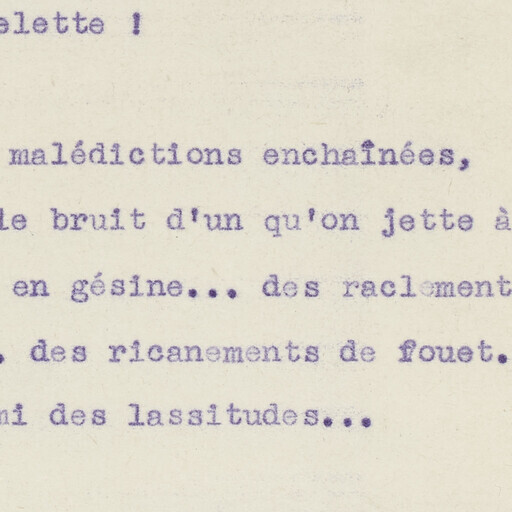 elette !
malédictions enchaînées,
le bruit d'un qu'on jette à
en gésine... des raclement
. des ricanements de fouet.
mi des lassitudes...